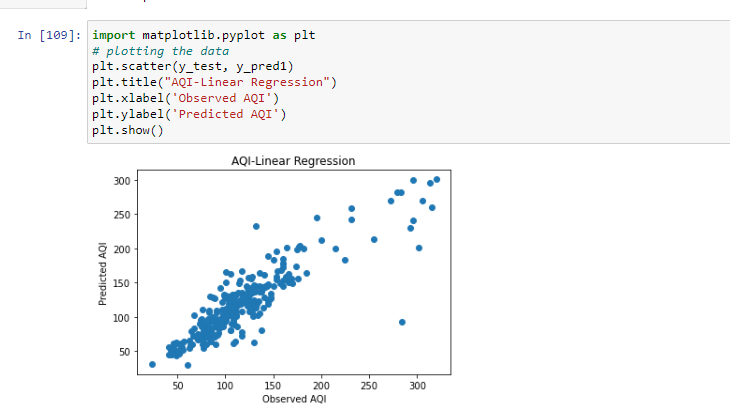 In [109]: import matplotlib.pyplot as plt
# plotting the data
plt.scatter(y_test, y_pred1)
plt.title("AQI-Linear Regression")
plt.xlabel('Observed AQI')
plt.ylabel('Predicted AQI')
plt.show()
AQI-Linear Regression
300
250
200
150
100
50
Predicted AQI
50 100 150 200 250 300
Observed AQI